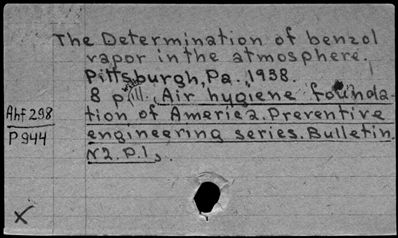 The Determination of benzol
vapor in the atmosphere.
Pittsburgh, Pa. 1938.
8 p. ill. (Air hygiene founda-
Ahf 298
tion of America. Preventive
P944
engineering series. Bulletin
N2. P.1,.
X